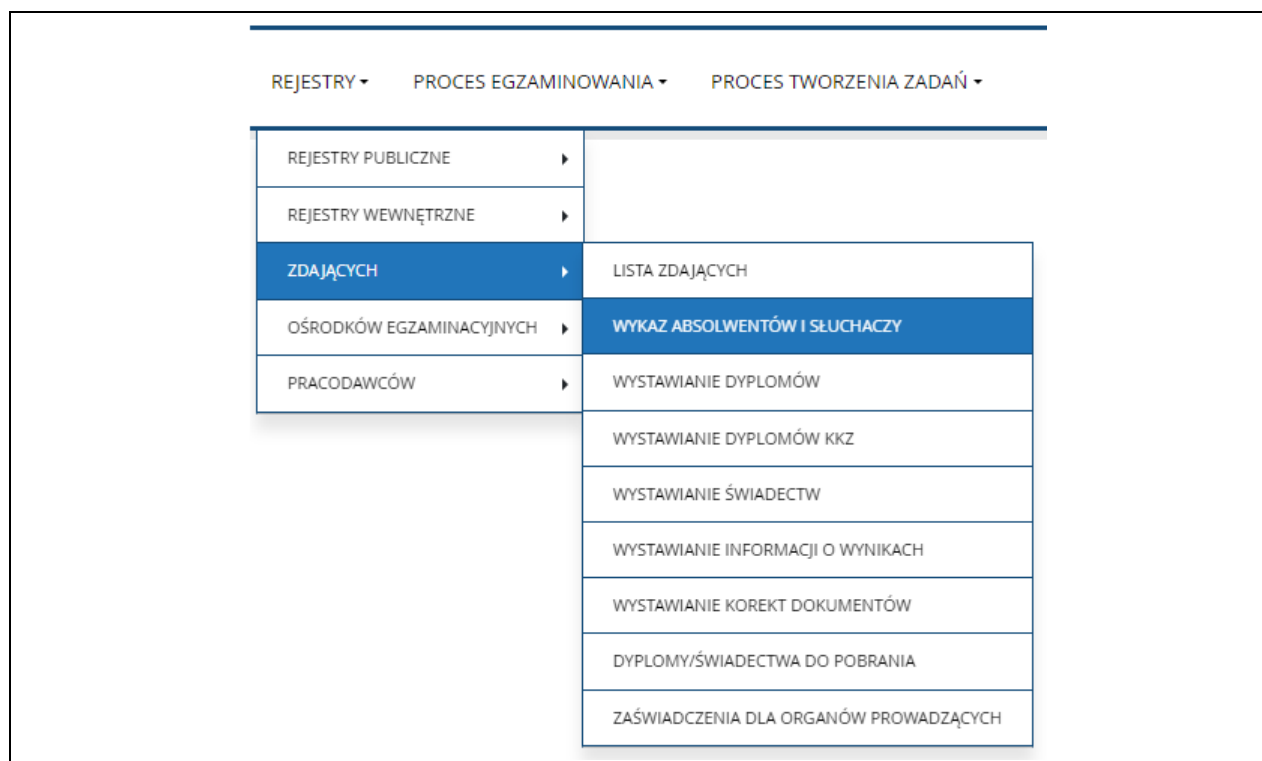 REJESTRY PROCES EGZAMINOWANIA PROCES TWORZENIA ZADAŃ
REJESTRY PUBLICZNE
REJESTRY WEWNĘTRZNE
ZDAJĄCYCH
OŚRODKÓW EGZAMINACYJNYCH
PRACODAWCÓW
LISTA ZDAJĄCYCH
WYKAZ ABSOLWENTÓW I SŁUCHACZY
WYSTAWIANIE DYPLOMÓW
WYSTAWIANIE DYPLOMÓW KKZ
WYSTAWIANIE ŚWIADECTW
WYSTAWIANIE INFORMACJI O WYNIKACH
WYSTAWIANIE KOREKT DOKUMENTÓW
DYPLOMY/ŚWIADECTWA DO POBRANIA
ZAŚWIADCZENIA DLA ORGANÓW PROWADZĄCYCH